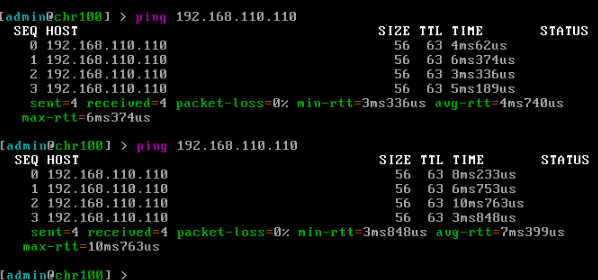 [admin@chr100] > ping 192.168.110.110
SEQ HOST SIZE TTL TIME STATUS
0 192.168.110.110 56 63 4ms62us
1 192.168.110.110 56 63 6ms374us
2 192.168.110.110 56 63 3ms336us
3 192.168.110.110 56 63 5ms189us
sent=4 received=4 packet-loss=0% min-rtt=3ms336us avg-rtt=4ms740us
max-rtt=6ms374us
[admin@chr100] > ping 192.168.110.110
SEQ HOST SIZE TTL TIME STATUS
0 192.168.110.110 56 63 8ms233us
1 192.168.110.110 56 63 6ms753us
2 192.168.110.110 56 63 10ms763us
3 192.168.110.110 56 63 3ms848us
sent=4 received=4 packet-loss=0% min-rtt=3ms848us avg-rtt=7ms399us
max-rtt=10ms763us
[admin@chr100] >